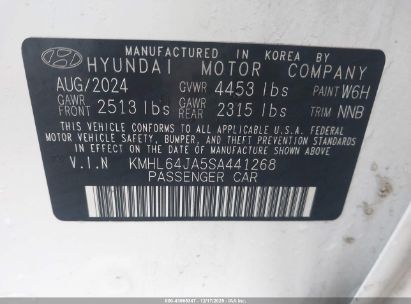 MANUFACTURED IN KOREA BY
HYUNDAI MOTOR COMPANY
AUG/2024 GVWR 4453 lbs PAINT W6H
GAWR FRONT 2513 lbs GAWR REAR 2315 lbs TRIM NNB
THIS VEHICLE CONFORMS TO ALL APPLICABLE U.S.A. FEDERAL
MOTOR VEHICLE SAFETY, BUMPER, AND THEFT PREVENTION STANDARDS
IN EFFECT ON THE DATE OF MANUFACTURE SHOWN ABOVE.
V.I.N KMHL64JA5SA441268
PASSENGER CAR